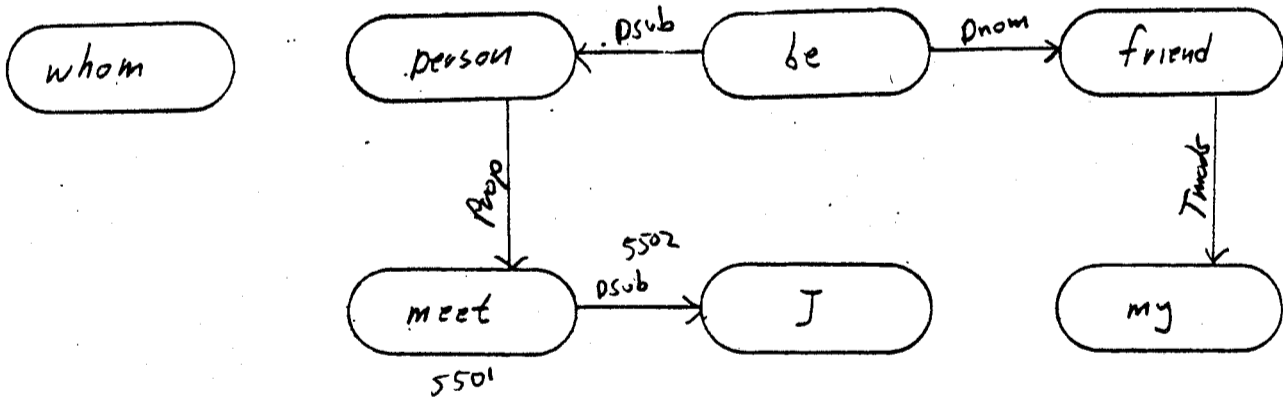 whom
person
Dsub
be
Dnom
friend
Prop
Tmods
meet
5502
Dsub
I
my
5501